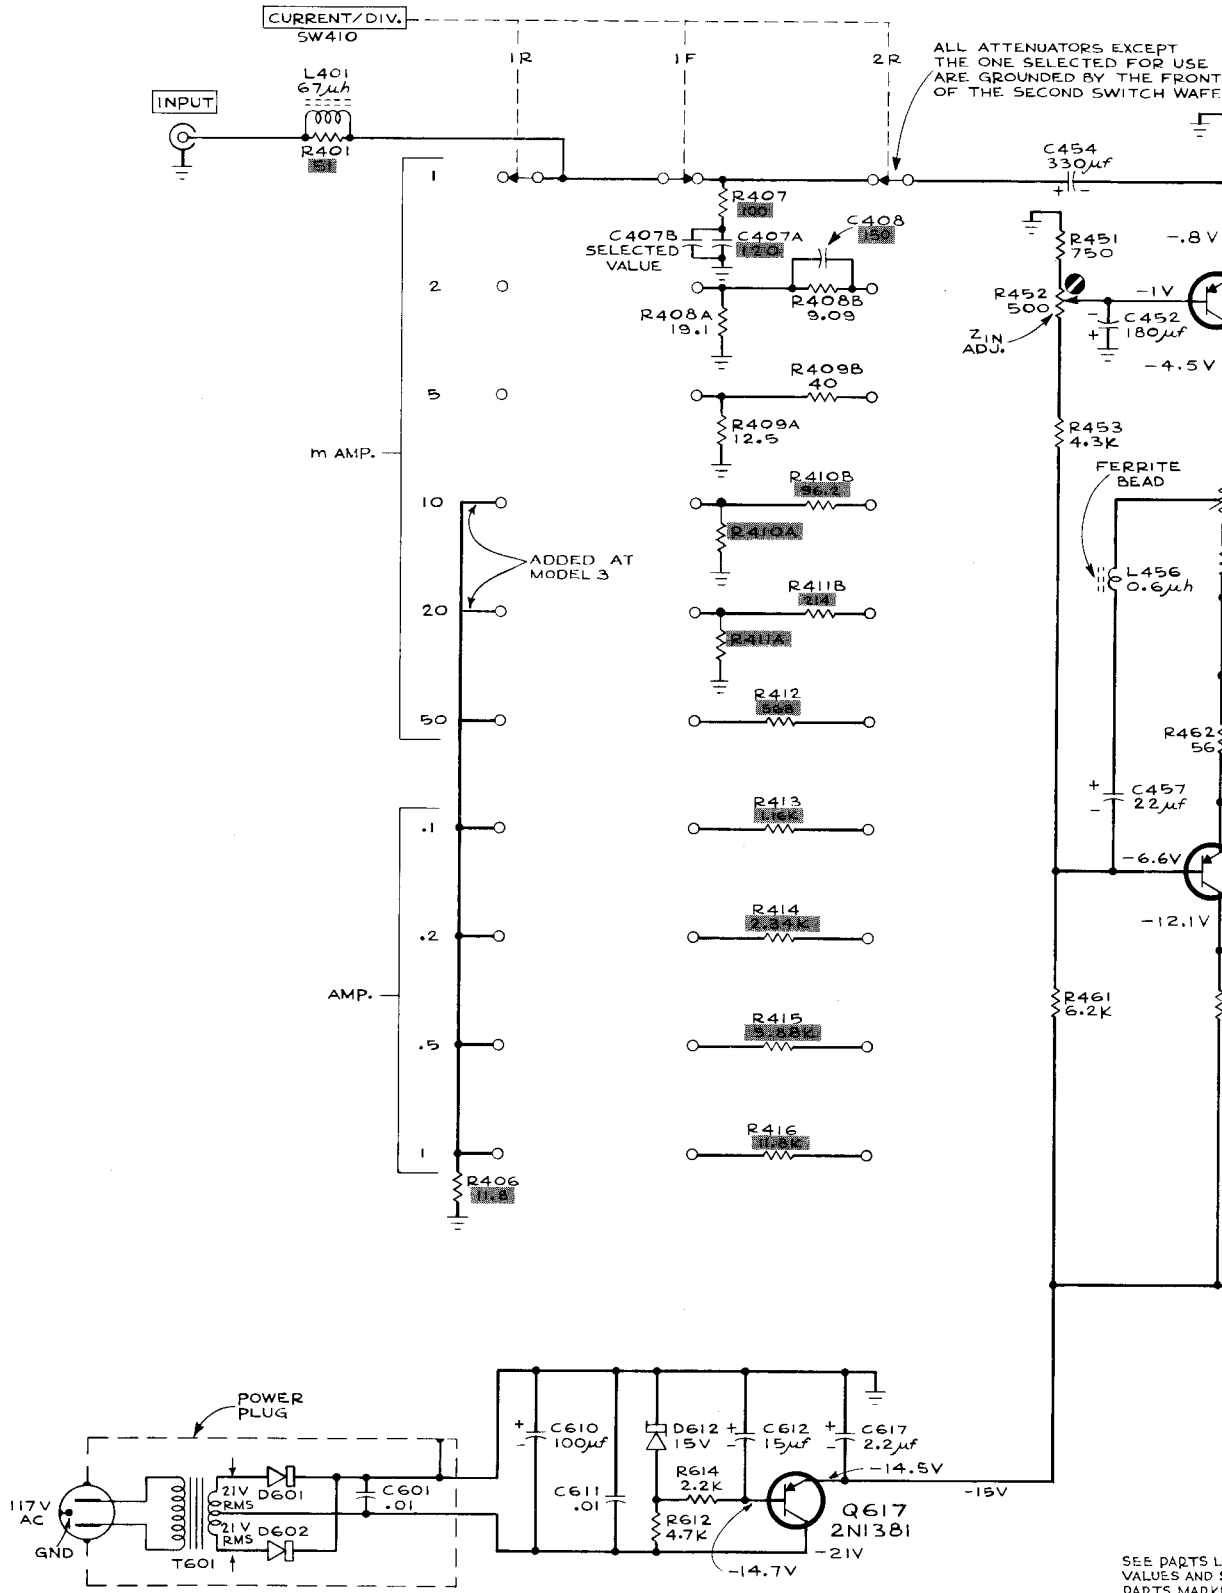 CURRENT/DIV.
SW410
1R
1F
2R
ALL ATTENUATORS EXCEPT
THE ONE SELECTED FOR USE
ARE GROUNDED BY THE FRONT
OF THE SECOND SWITCH WAFE
INPUT
L401
67µh
R401
51
C454
330µf
+
-
1
R407
100
C407B
SELECTED
VALUE
C407A
120
C408
150
R451
750
-.8V
2
R408A
19.1
R408B
9.09
R452
500
-1V
-
+
C452
180µf
ZIN
ADJ.
-4.5V
5
R409B
40
R409A
12.5
R453
4.3K
m AMP.
FERRITE
BEAD
10
R410B
96.2
R410A
ADDED AT
MODEL 3
L456
0.6µh
20
R411B
214
R411A
50
R412
568
R462
56
+
-
C457
22µf
.1
R413
1.16K
-6.6V
.2
R414
2.34K
-12.1V
AMP.
R461
6.2K
.5
R415
5.88K
1
R416
11.8K
R406
11.8
POWER
PLUG
+
-
C610
100µf
D612
15V
+
-
C612
15µf
+
-
C617
2.2µf
-14.5V
-15V
117V
AC
GND
21V
RMS
D601
21V
RMS
D602
T601
C601
.01
C611
.01
R614
2.2K
R612
4.7K
Q617
2N1381
-21V
-14.7V
SEE PARTS L
VALUES AND S
PARTS MARK